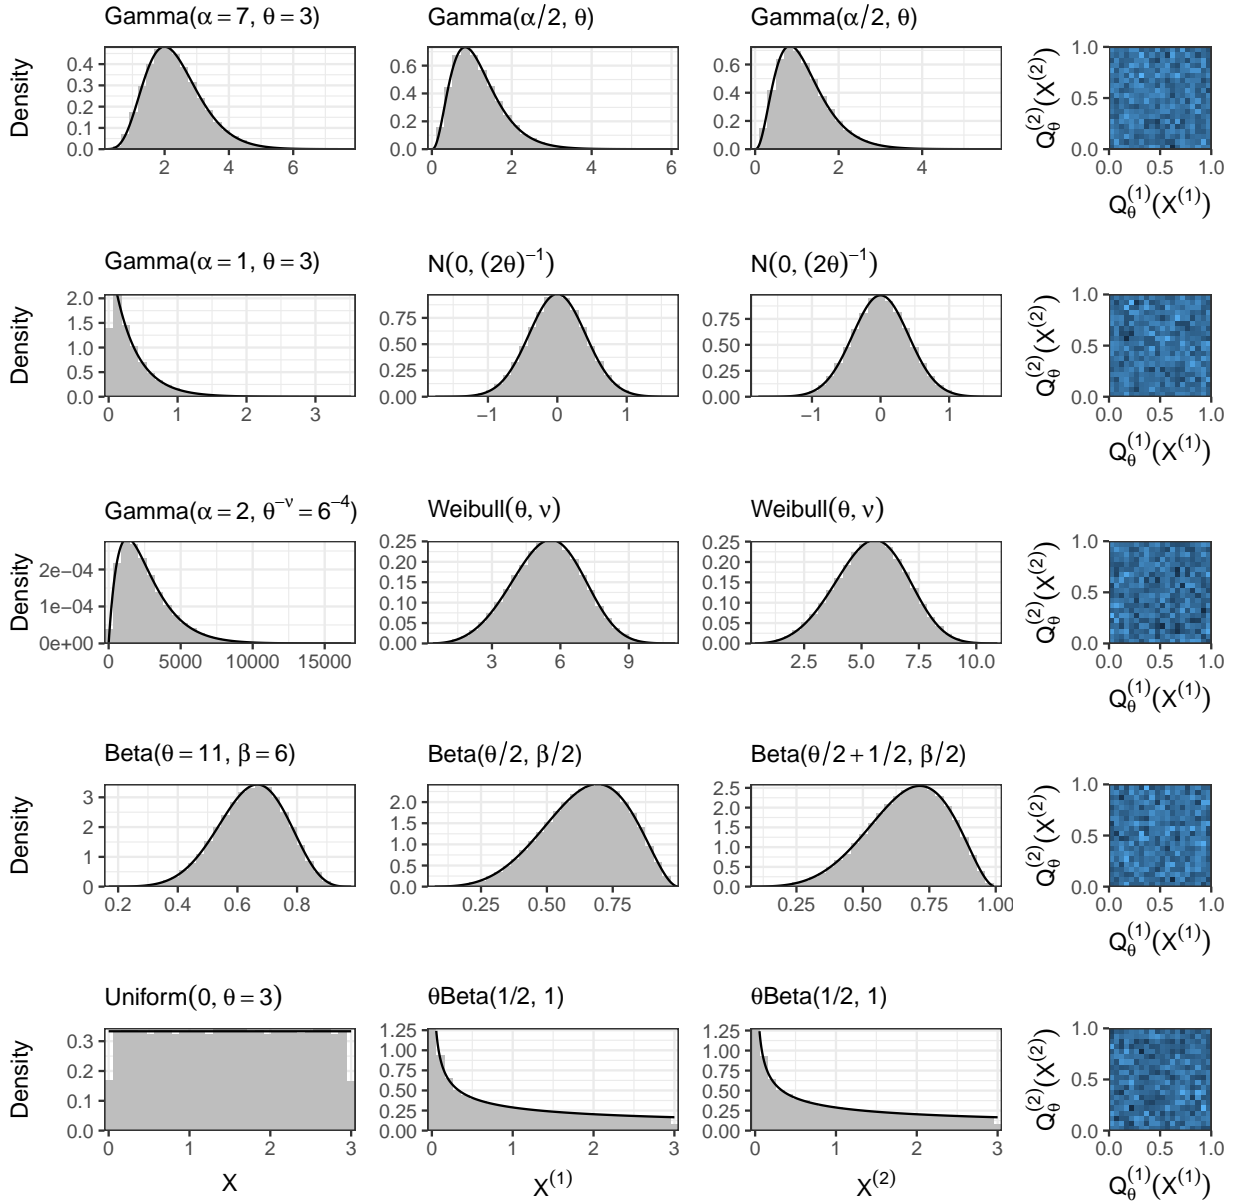 Gamma(α = 7, θ = 3)
Gamma(α/2, θ)
Gamma(α/2, θ)
Density
0.4
0.3
0.2
0.1
0.0
2 4 6
0.6
0.4
0.2
0.0
0 2 4 6
0.6
0.4
0.2
0.0
0 2 4
Q_θ^(2)(X^(2))
1.0
0.5
0.0
0.0 0.5 1.0
Q_θ^(1)(X^(1))
Gamma(α = 1, θ = 3)
N(0, (2θ)^−1)
N(0, (2θ)^−1)
Density
2.0
1.5
1.0
0.5
0.0
0 1 2 3
0.75
0.50
0.25
0.00
−1 0 1
0.75
0.50
0.25
0.00
−1 0 1
Q_θ^(2)(X^(2))
1.0
0.5
0.0
0.0 0.5 1.0
Q_θ^(1)(X^(1))
Gamma(α = 2, θ^−ν = 6^−4)
Weibull(θ, ν)
Weibull(θ, ν)
Density
2e−04
1e−04
0e+00
0 5000 10000 15000
0.25
0.20
0.15
0.10
0.05
0.00
3 6 9
0.25
0.20
0.15
0.10
0.05
0.00
2.5 5.0 7.5 10.0
Q_θ^(2)(X^(2))
1.0
0.5
0.0
0.0 0.5 1.0
Q_θ^(1)(X^(1))
Beta(θ = 11, β = 6)
Beta(θ/2, β/2)
Beta(θ/2 + 1/2, β/2)
Density
3
2
1
0
0.2 0.4 0.6 0.8
2.0
1.5
1.0
0.5
0.0
0.25 0.50 0.75
2.5
2.0
1.5
1.0
0.5
0.0
0.25 0.50 0.75 1.00
Q_θ^(2)(X^(2))
1.0
0.5
0.0
0.0 0.5 1.0
Q_θ^(1)(X^(1))
Uniform(0, θ = 3)
θBeta(1/2, 1)
θBeta(1/2, 1)
Density
0.3
0.2
0.1
0.0
0 1 2 3
X
1.25
1.00
0.75
0.50
0.25
0.00
0 1 2 3
X^(1)
1.25
1.00
0.75
0.50
0.25
0.00
0 1 2 3
X^(2)
Q_θ^(2)(X^(2))
1.0
0.5
0.0
0.0 0.5 1.0
Q_θ^(1)(X^(1))